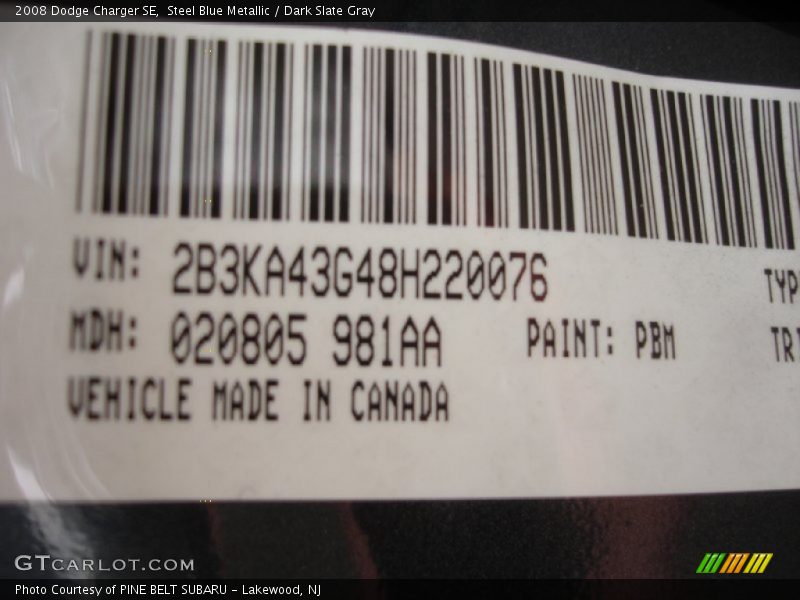 2008 Dodge Charger SE,  Steel Blue Metallic / Dark Slate Gray
VIN: 2B3KA43G48H220076
TYP
MDH: 020805 981AA PAINT: PBM
TRI
VEHICLE MADE IN CANADA
GTCARLOT.COM
Photo Courtesy of PINE BELT SUBARU - Lakewood, NJ